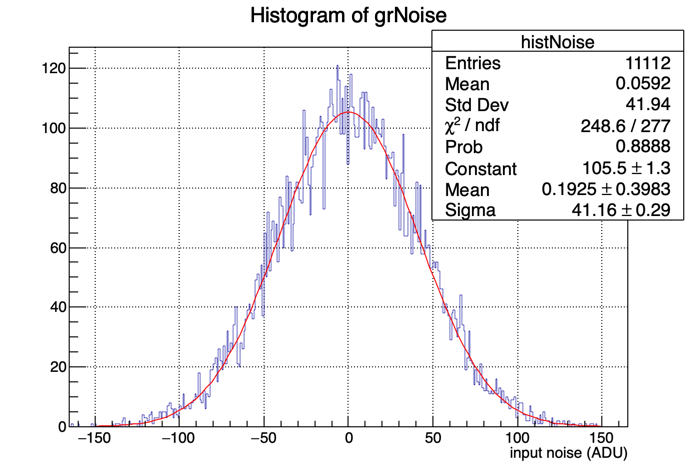 Histogram of grNoise
histNoise
Entries 11112
Mean 0.0592
Std Dev 41.94
χ² / ndf 248.6 / 277
Prob 0.8888
Constant 105.5 ± 1.3
Mean 0.1925 ± 0.3983
Sigma 41.16 ± 0.29
120
100
80
60
40
20
0
−150 −100 −50 0 50 100 150
input noise (ADU)